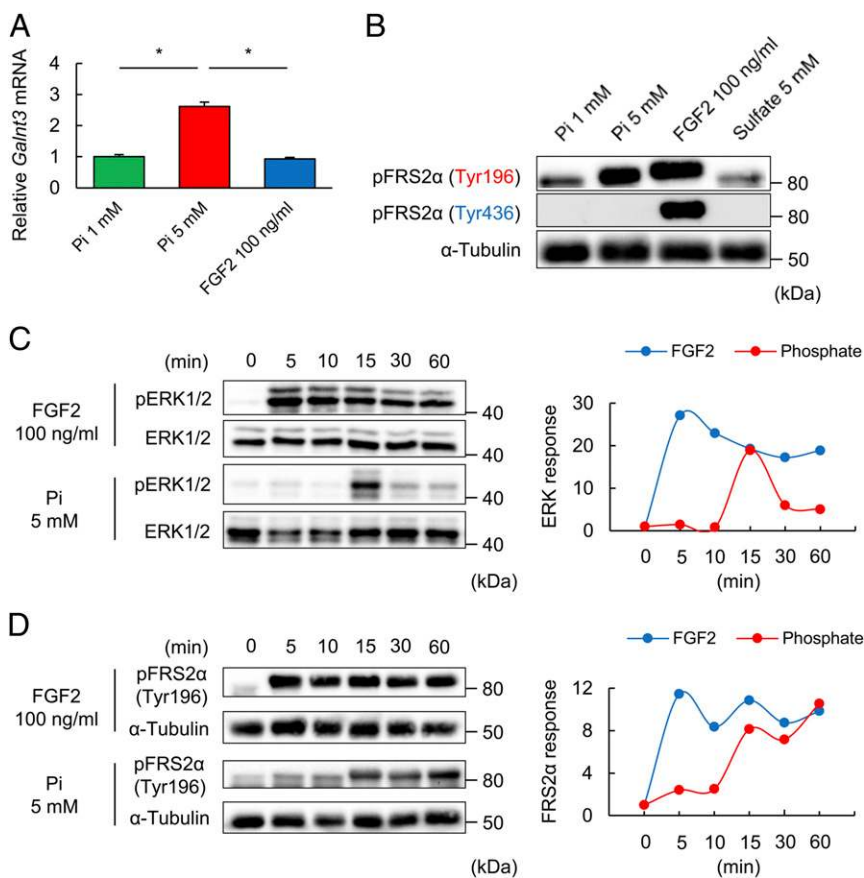 A
Relative Galnt3 mRNA
4
3
2
1
0
*
*
Pi 1 mM
Pi 5 mM
FGF2 100 ng/ml
B
Pi 1 mM
Pi 5 mM
FGF2 100 ng/ml
Sulfate 5 mM
pFRS2α (Tyr196)
80
pFRS2α (Tyr436)
80
α-Tubulin
50
(kDa)
C
(min) 0 5 10 15 30 60
FGF2
100 ng/ml
pERK1/2
40
ERK1/2
40
Pi
5 mM
pERK1/2
40
ERK1/2
40
(kDa)
FGF2 Phosphate
ERK response
30
20
10
0
0 5 10 15 30 60
(min)
D
(min) 0 5 10 15 30 60
FGF2
100 ng/ml
pFRS2α
(Tyr196)
80
α-Tubulin
50
Pi
5 mM
pFRS2α
(Tyr196)
80
α-Tubulin
50
(kDa)
FGF2 Phosphate
FRS2α response
12
9
6
3
0
0 5 10 15 30 60
(min)